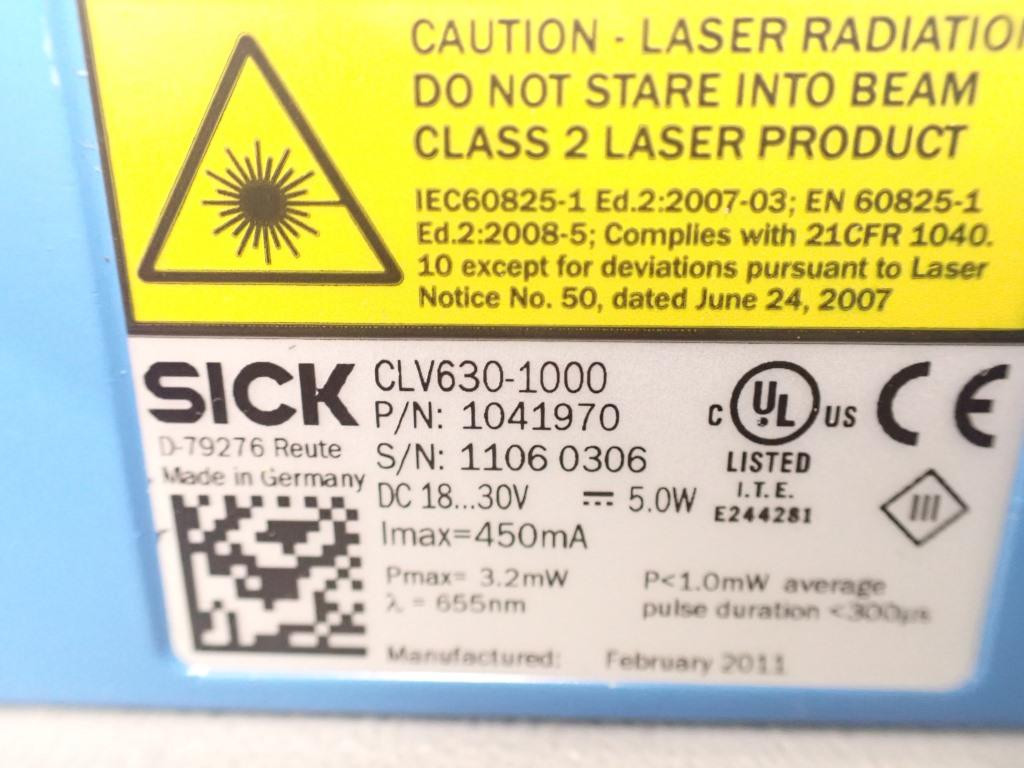 CAUTION - LASER RADIATION
DO NOT STARE INTO BEAM
CLASS 2 LASER PRODUCT
IEC60825-1 Ed.2:2007-03; EN 60825-1
Ed.2:2008-5; Complies with 21CFR 1040.
10 except for deviations pursuant to Laser
Notice No. 50, dated June 24, 2007
SICK
D-79276 Reute
Made in Germany
CLV630-1000
P/N: 1041970
S/N: 1106 0306
DC 18...30V ⎓ 5.0W
Imax=450mA
Pmax= 3.2mW
λ = 655nm
P<1.0mW average
pulse duration <300µs
Manufactured: February 2011
C UL US
LISTED
I.T.E.
E244281
CE
III